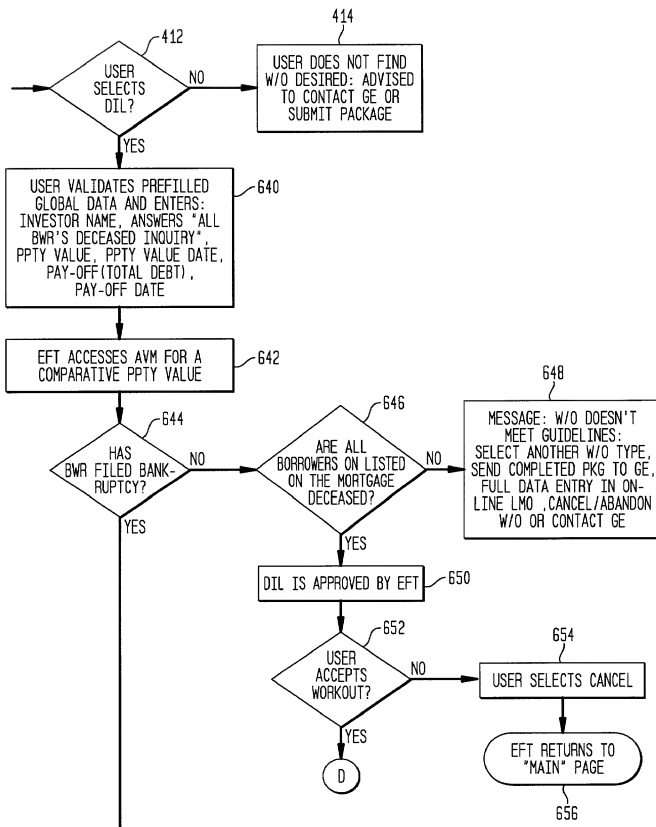 412
USER
SELECTS
DIL?
NO
YES
414
USER DOES NOT FIND
W/O DESIRED: ADVISED
TO CONTACT GE OR
SUBMIT PACKAGE
640
USER VALIDATES PREFILLED
GLOBAL DATA AND ENTERS:
INVESTOR NAME, ANSWERS "ALL
BWR'S DECEASED INQUIRY",
PPTY VALUE, PPTY VALUE DATE,
PAY-OFF(TOTAL DEBT),
PAY-OFF DATE
EFT ACCESSES AVM FOR A
COMPARATIVE PPTY VALUE
642
644
HAS
BWR FILED BANK-
RUPTCY?
NO
YES
646
ARE ALL
BORROWERS ON LISTED
ON THE MORTGAGE
DECEASED?
NO
YES
648
MESSAGE: W/O DOESN'T
MEET GUIDELINES:
SELECT ANOTHER W/O TYPE,
SEND COMPLETED PKG TO GE,
FULL DATA ENTRY IN ON-
LINE LMO ,CANCEL/ABANDON
W/O OR CONTACT GE
DIL IS APPROVED BY EFT
650
652
USER
ACCEPTS
WORKOUT?
NO
YES
654
USER SELECTS CANCEL
D
EFT RETURNS TO
"MAIN" PAGE
656